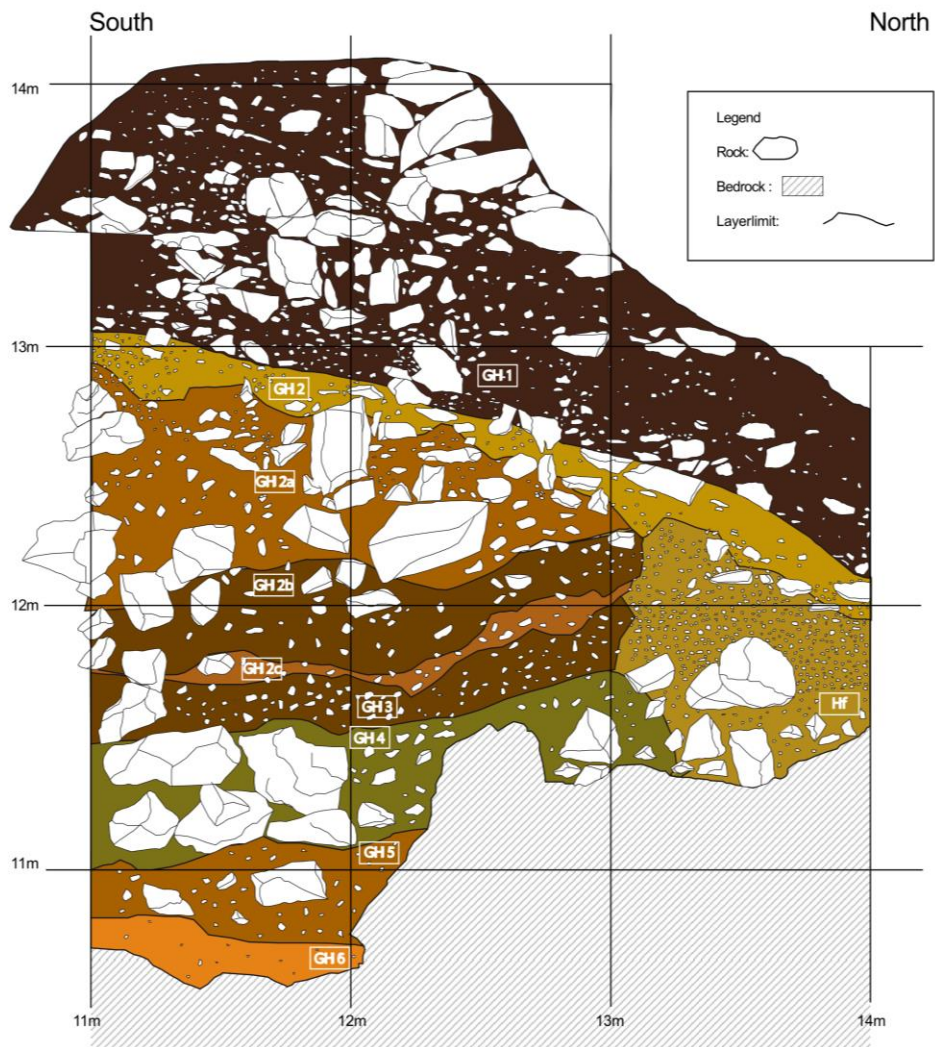 South
North
14m
Legend
Rock:
Bedrock :
Layerlimit:
13m
GH-1
GH 2
GH 2a
GH 2b
12m
GH 2c
GH 3
Hf
GH 4
GH 5
11m
GH 6
11m
12m
13m
14m